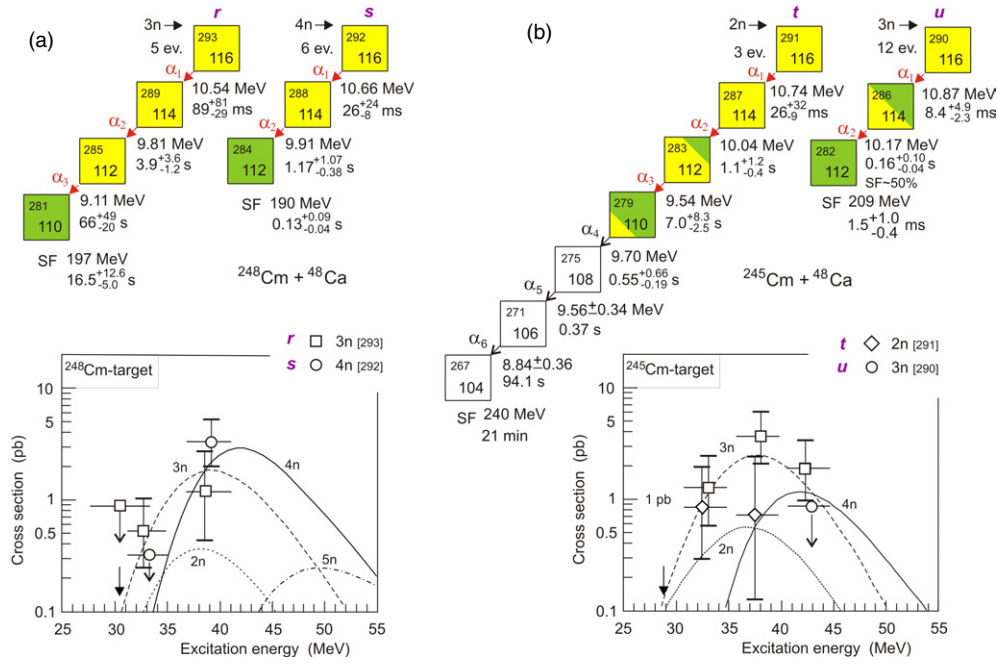 (a)
r
s
3n
5 ev.
293
116
4n
6 ev.
292
116
α1
10.54 MeV
89 +81 -29 ms
289
114
α1
10.66 MeV
26 +24 -8 ms
288
114
α2
9.81 MeV
3.9 +3.6 -1.2 s
285
112
α2
9.91 MeV
1.17 +1.07 -0.38 s
284
112
α3
9.11 MeV
66 +49 -20 s
281
110
SF 190 MeV
0.13 +0.09 -0.04 s
SF 197 MeV
16.5 +12.6 -5.0 s
248Cm + 48Ca
r 3n [293]
s 4n [292]
248Cm-target
Cross section (pb)
10
5
1
0.5
0.1
3n
4n
2n
5n
25 30 35 40 45 50 55
Excitation energy (MeV)
(b)
t
u
2n
3 ev.
291
116
3n
12 ev.
290
116
α1
10.74 MeV
26 +32 -9 ms
287
114
α1
10.87 MeV
8.4 +4.9 -2.3 ms
286
114
α2
10.04 MeV
1.1 +1.2 -0.4 s
283
112
α2
10.17 MeV
0.16 +0.10 -0.04 s
SF~50%
282
112
α3
9.54 MeV
7.0 +8.3 -2.5 s
279
110
SF 209 MeV
1.5 +1.0 -0.4 ms
α4
9.70 MeV
0.55 +0.66 -0.19 s
275
108
245Cm + 48Ca
α5
9.56±0.34 MeV
0.37 s
271
106
α6
8.84±0.36
94.1 s
267
104
SF 240 MeV
21 min
t 2n [291]
u 3n [290]
245Cm-target
Cross section (pb)
10
5
1
0.5
0.1
1 pb
3n
4n
2n
25 30 35 40 45 50 55
Excitation energy (MeV)